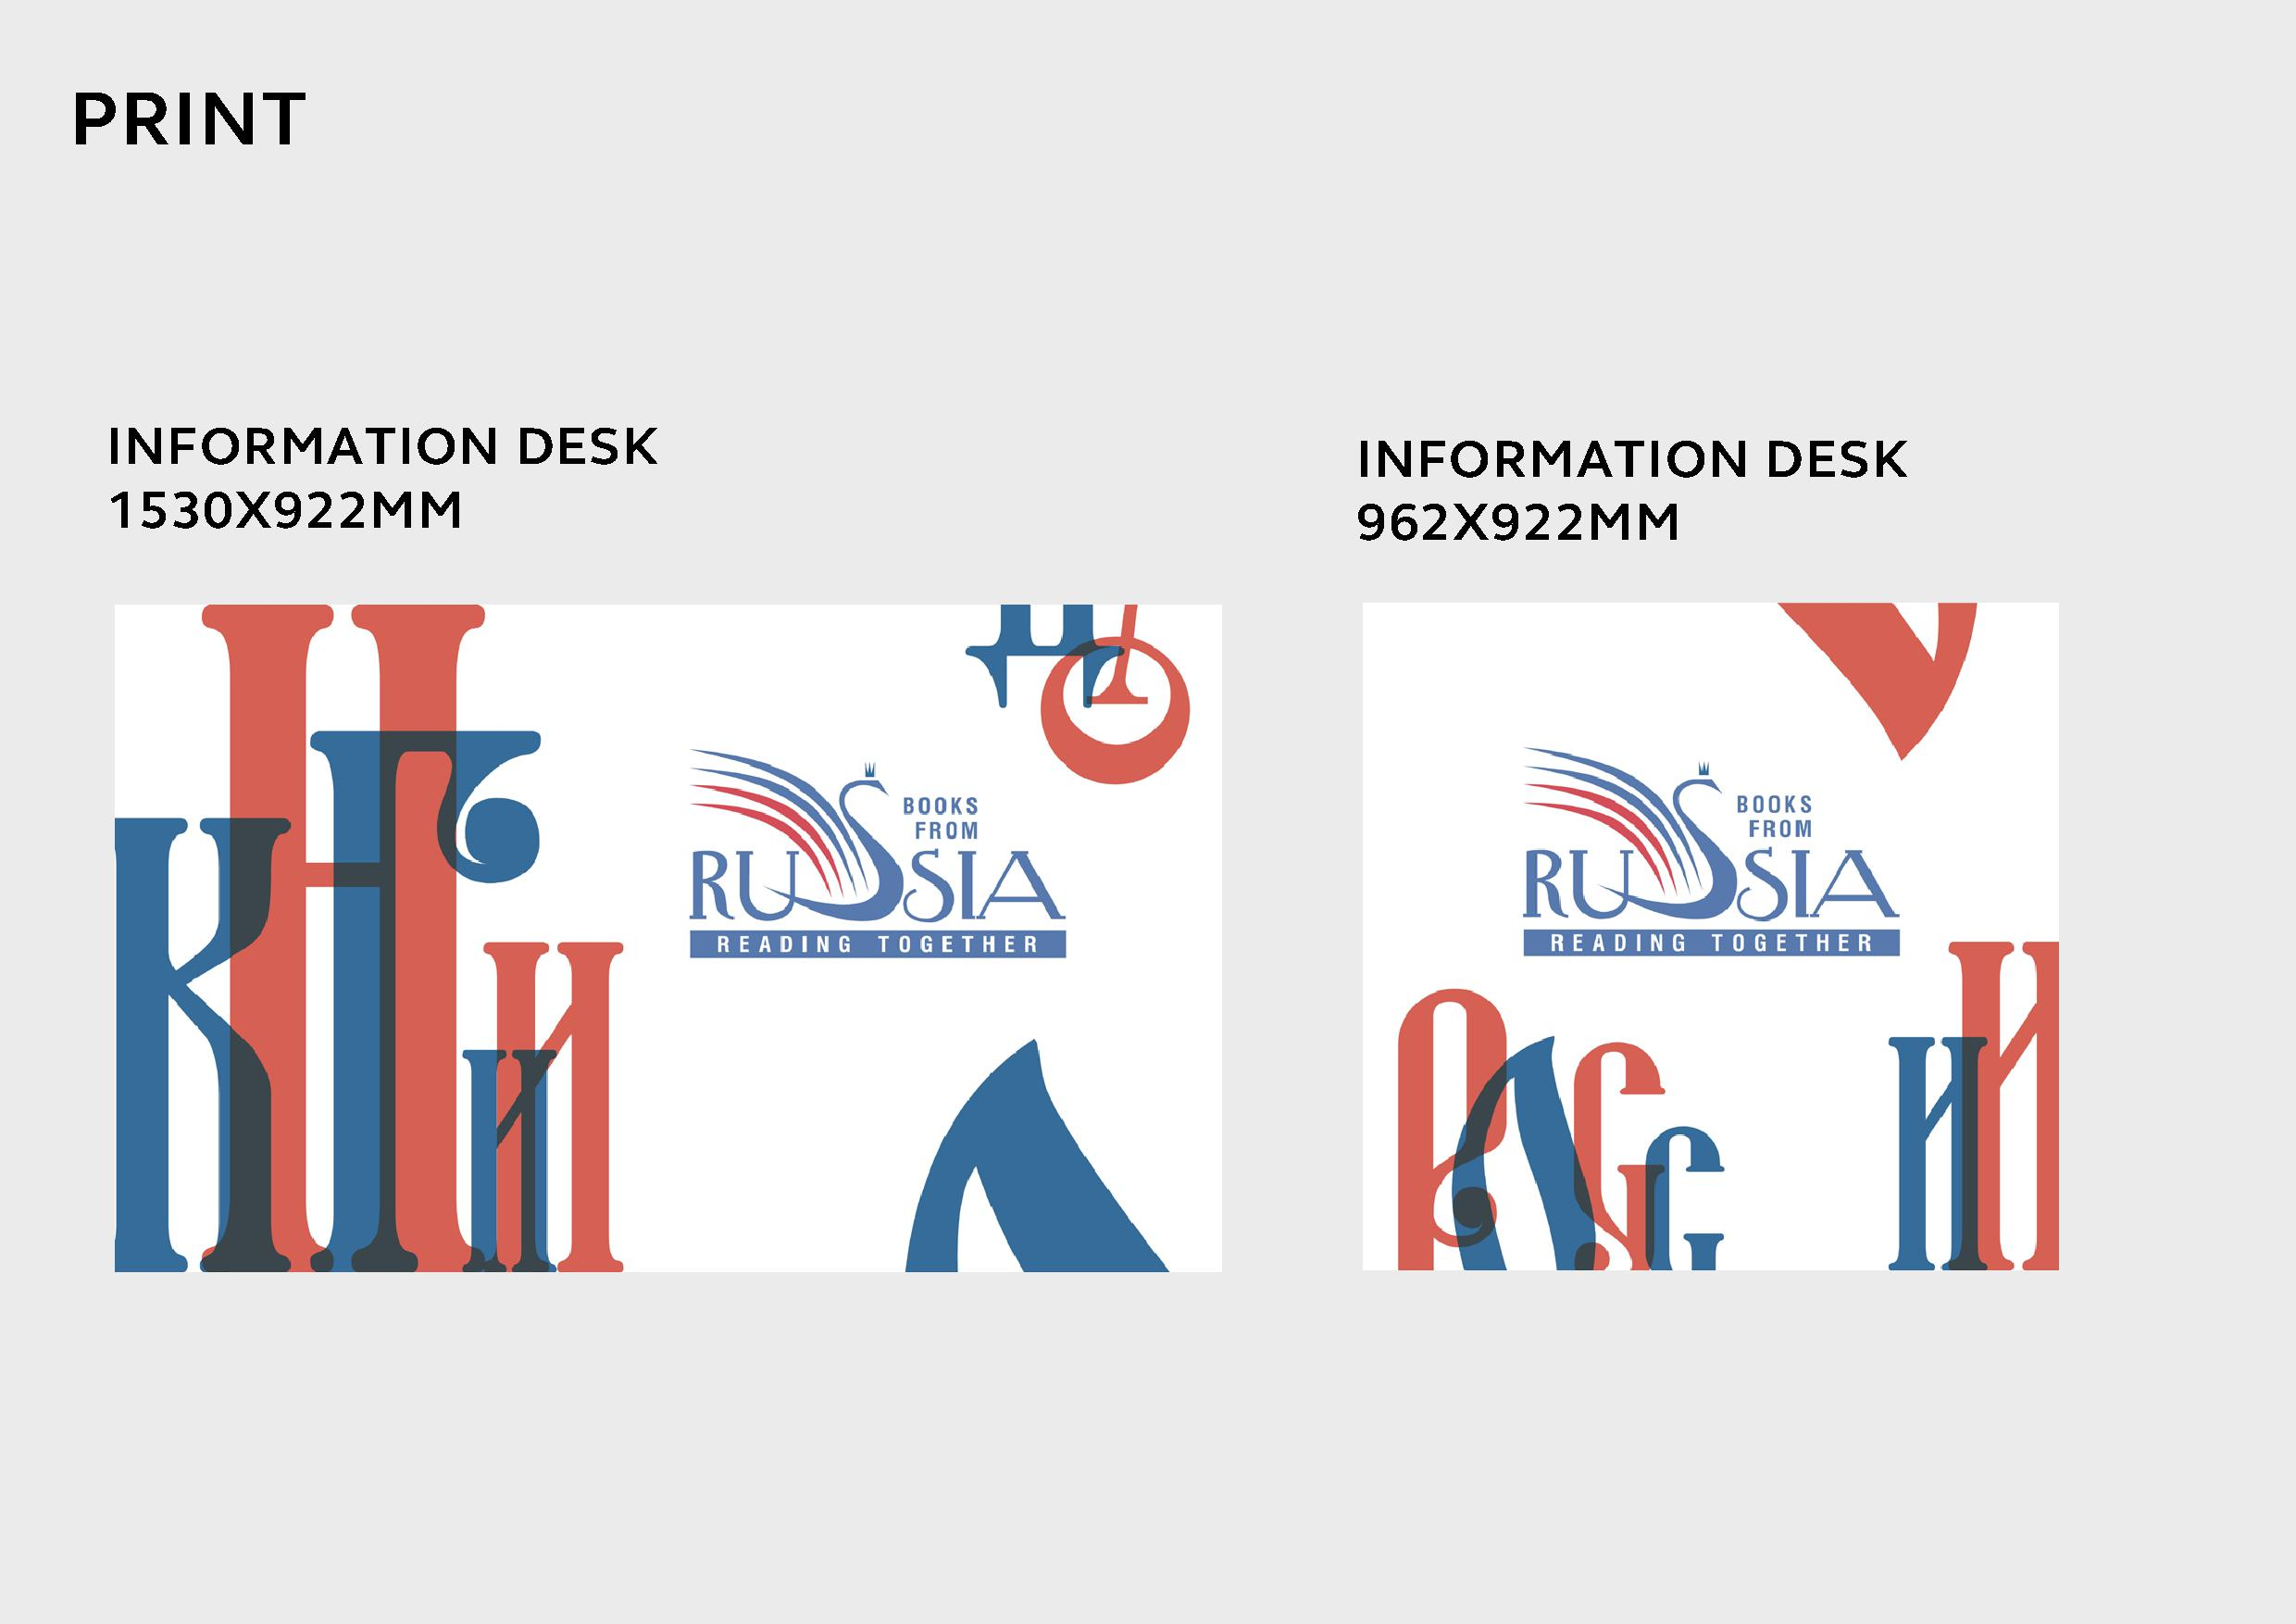 PRINT
INFORMATION DESK
1530X922MM
К Н Г И И
Д
О
BOOKS
FROM
RUSSIA
READING TOGETHER
INFORMATION DESK
962X922MM
BOOKS
FROM
RUSSIA
READING TOGETHER
И И